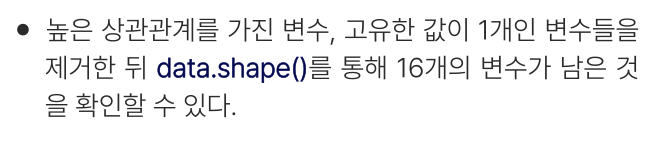 ● 높은 상관관계를 가진 변수, 고유한 값이 1개인 변수들을
제거한 뒤 data.shape()를 통해 16개의 변수가 남은 것
을 확인할 수 있다.